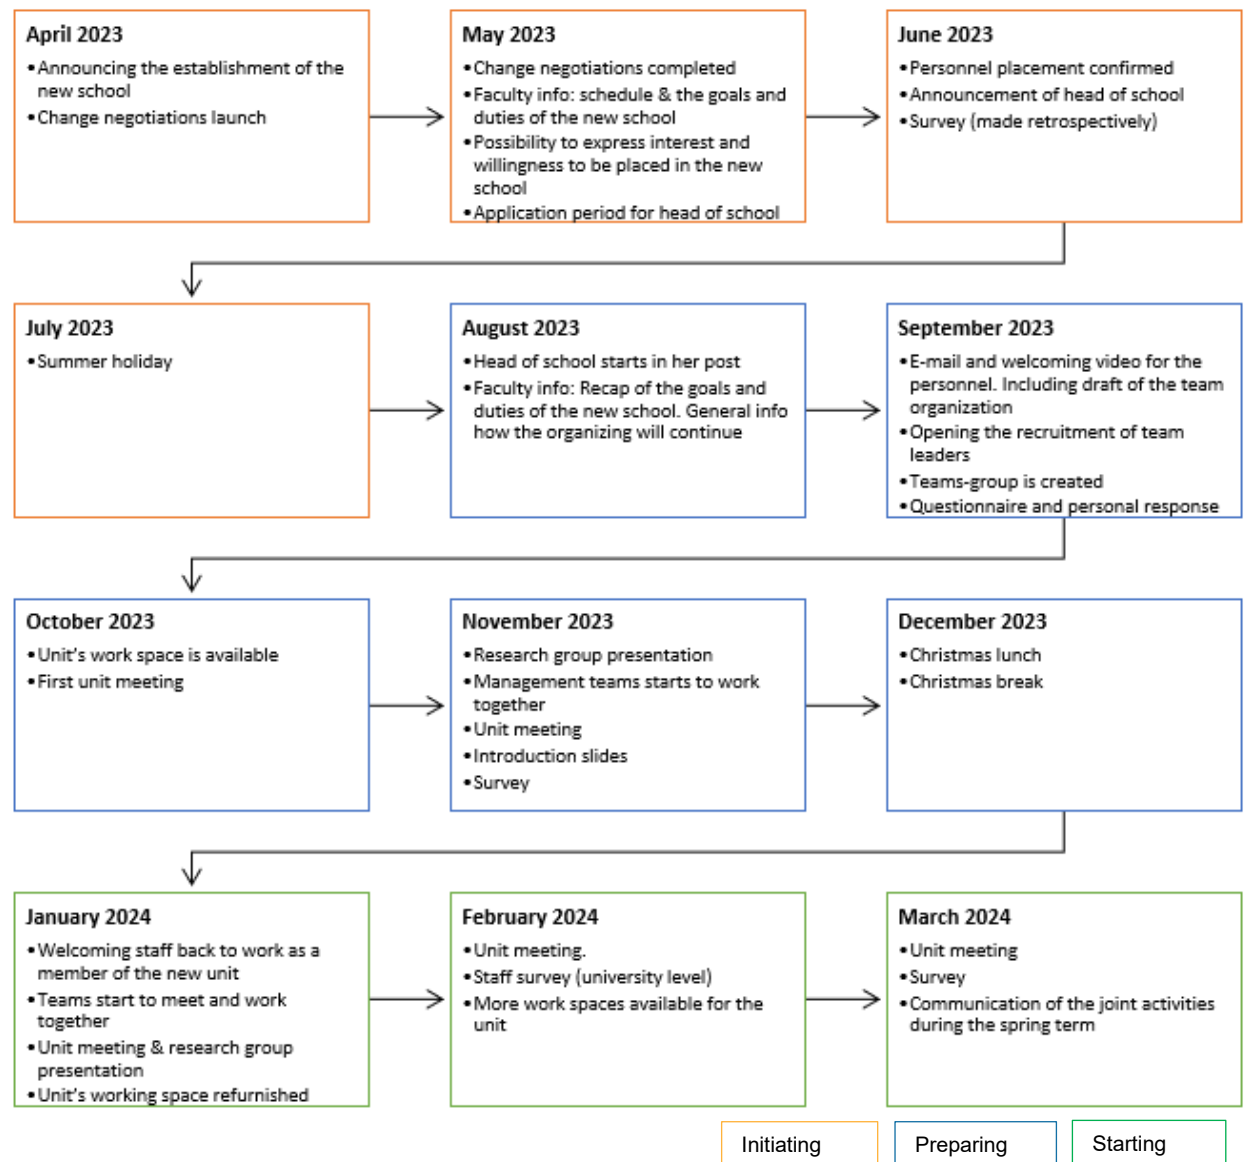 April 2023
•Announcing the establishment of the
new school
•Change negotiations launch
May 2023
•Change negotiations completed
•Faculty info: schedule & the goals and
duties of the new school
•Possibility to express interest and
willingness to be placed in the new
school
•Application period for head of school
June 2023
•Personnel placement confirmed
•Announcement of head of school
•Survey (made retrospectively)
July 2023
•Summer holiday
August 2023
•Head of school starts in her post
•Faculty info: Recap of the goals and
duties of the new school. General info
how the organizing will continue
September 2023
•E-mail and welcoming video for the
personnel. Including draft of the team
organization
•Opening the recruitment of team
leaders
•Teams-group is created
•Questionnaire and personal response
October 2023
•Unit's work space is available
•First unit meeting
November 2023
•Research group presentation
•Management teams starts to work
together
•Unit meeting
•Introduction slides
•Survey
December 2023
•Christmas lunch
•Christmas break
January 2024
•Welcoming staff back to work as a
member of the new unit
•Teams start to meet and work
together
•Unit meeting & research group
presentation
•Unit's working space refurnished
February 2024
•Unit meeting.
•Staff survey (university level)
•More work spaces available for the
unit
March 2024
•Unit meeting
•Survey
•Communication of the joint activities
during the spring term
Initiating
Preparing
Starting